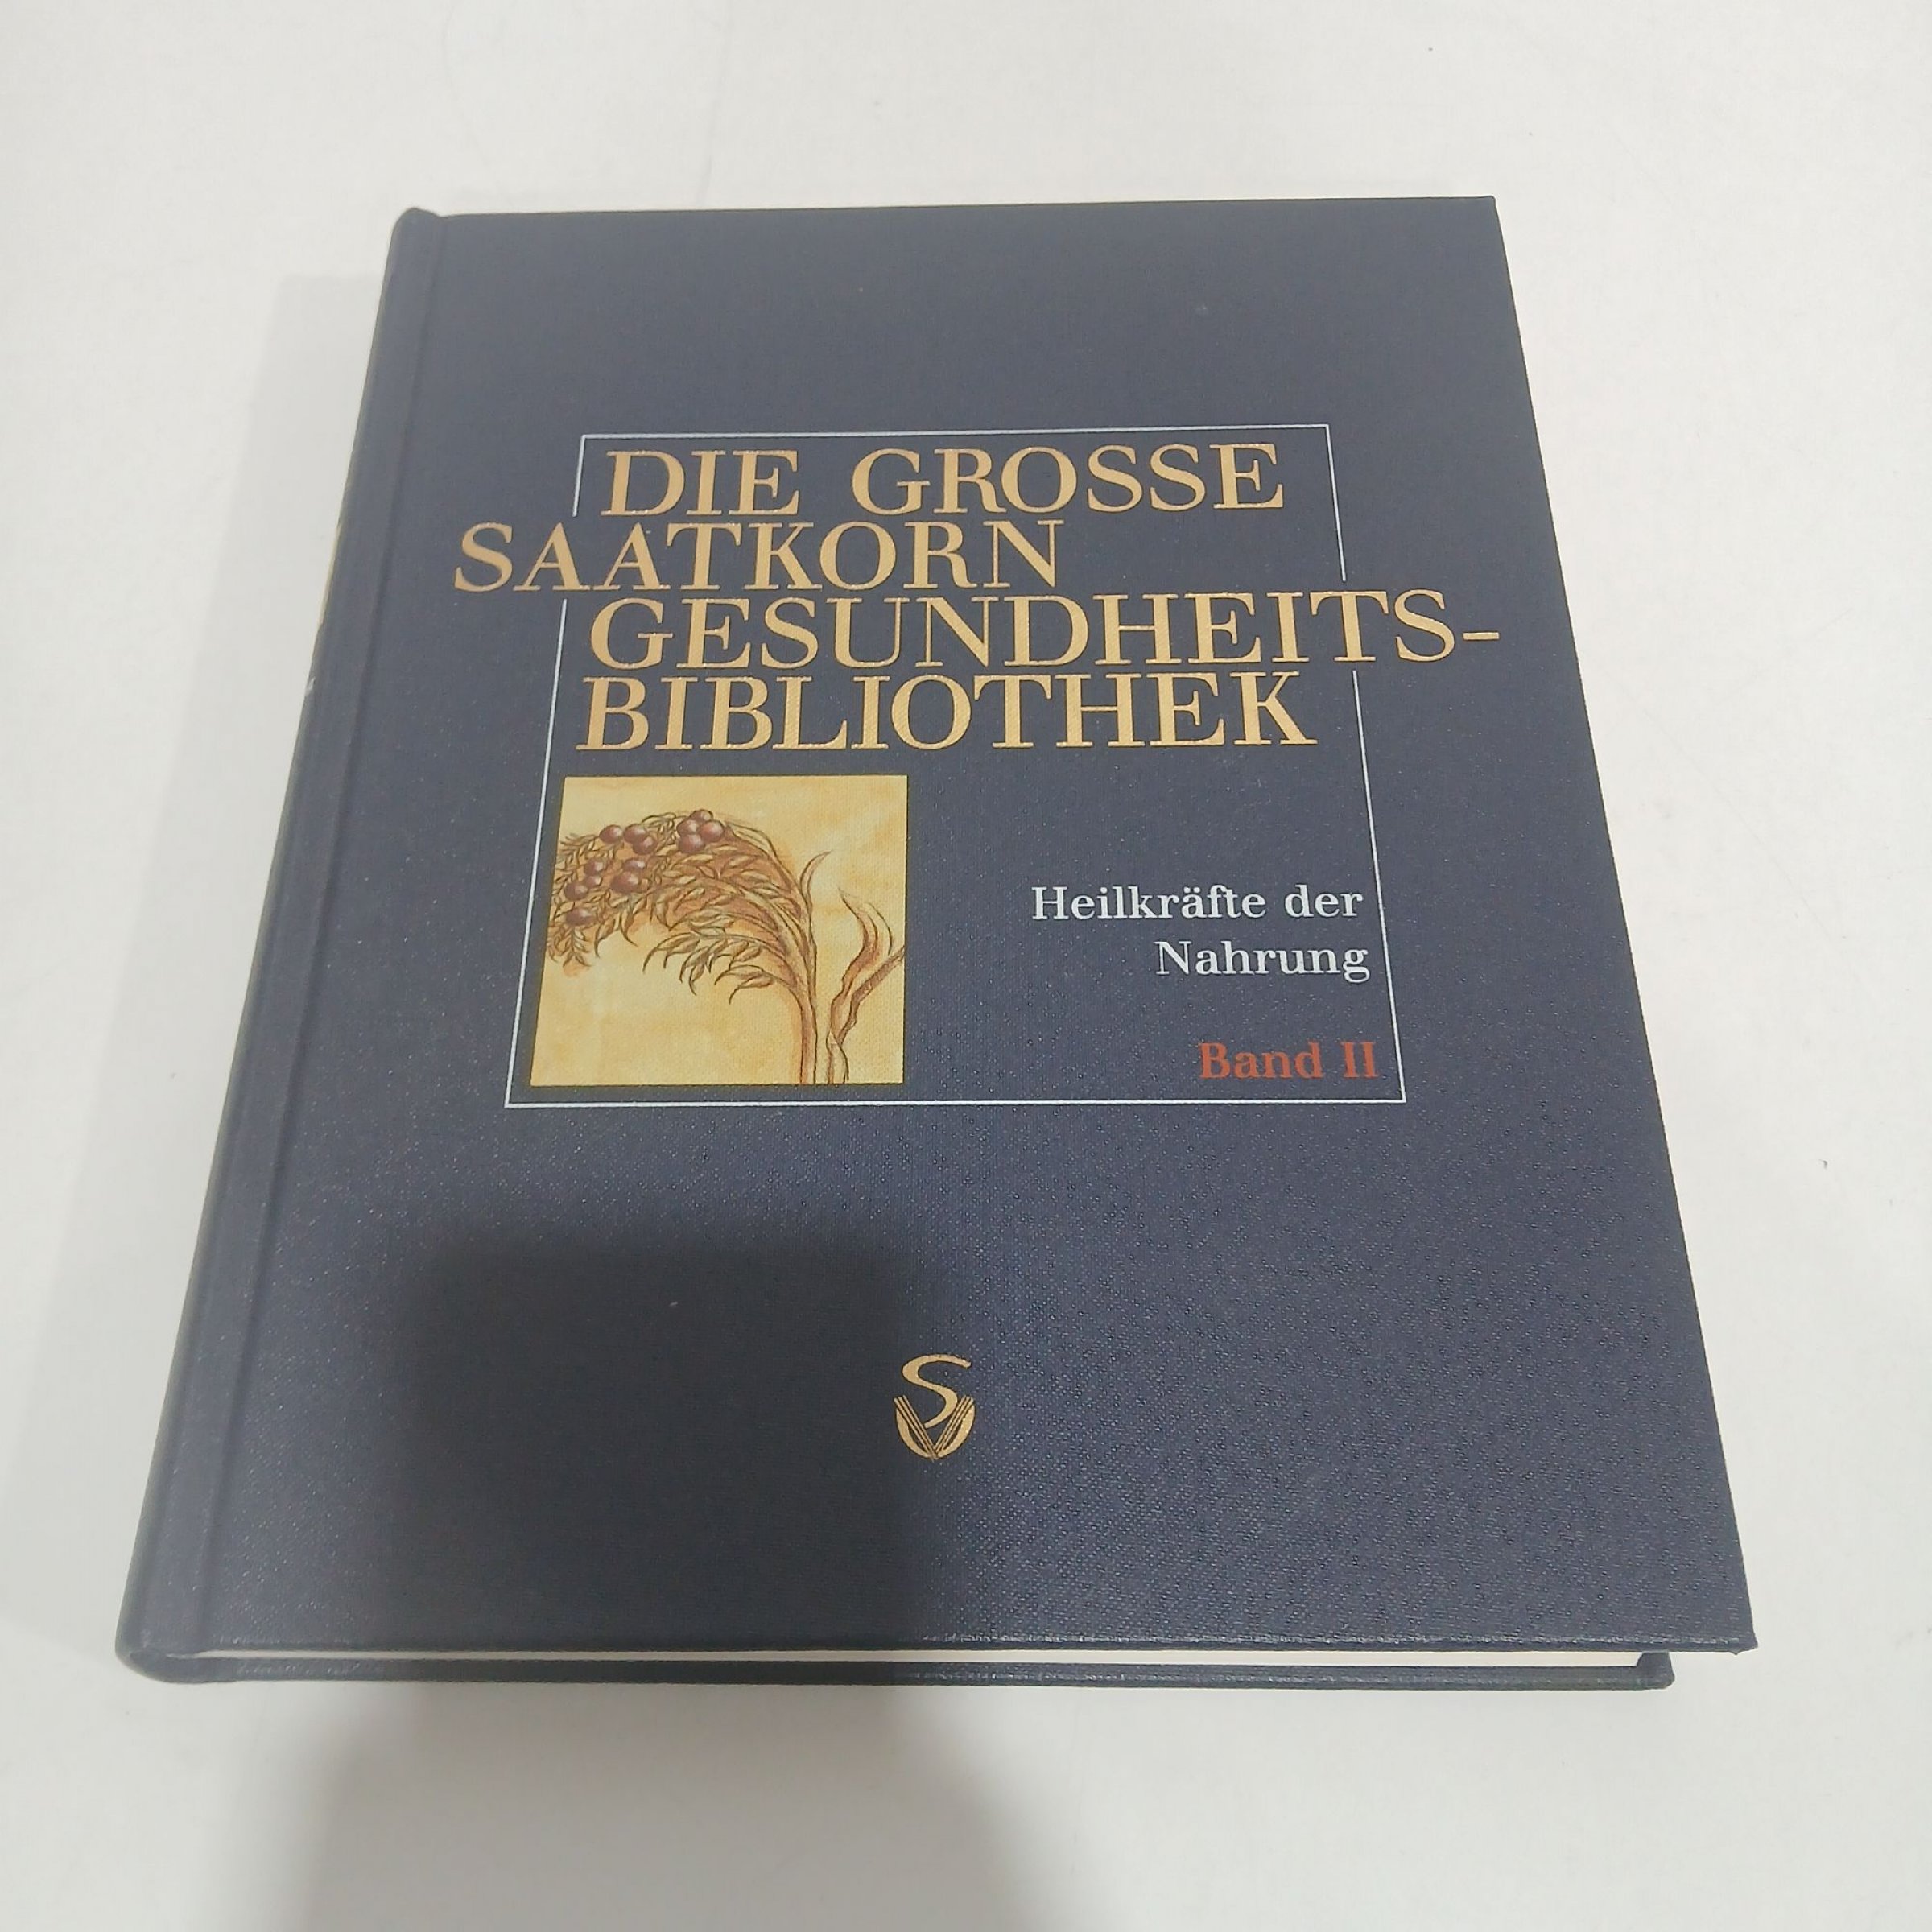 DIE GROSSE
SAATKORN
GESUNDHEITS-
BIBLIOTHEK
Heilkräfte der
Nahrung
Band II
S